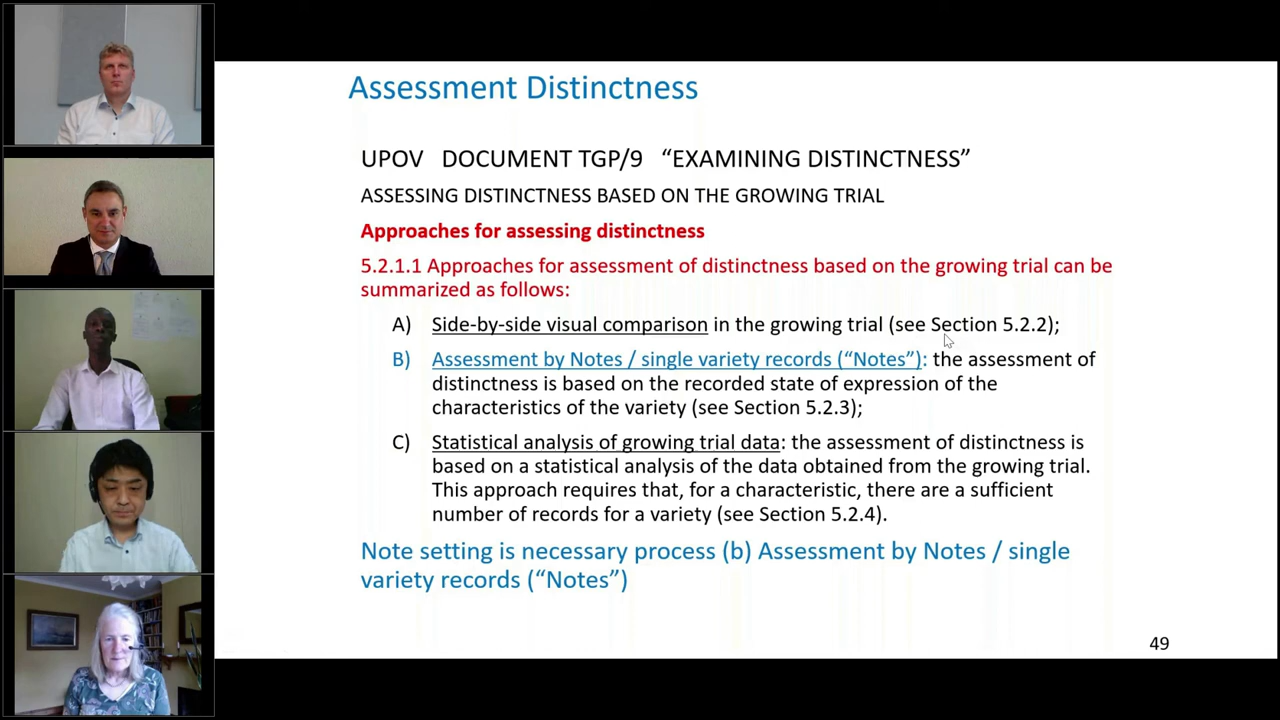 Assessment Distinctness
UPOV DOCUMENT TGP/9 “EXAMINING DISTINCTNESS”
ASSESSING DISTINCTNESS BASED ON THE GROWING TRIAL
Approaches for assessing distinctness
5.2.1.1 Approaches for assessment of distinctness based on the growing trial can be
summarized as follows:
A) Side-by-side visual comparison in the growing trial (see Section 5.2.2);
B) Assessment by Notes / single variety records (“Notes”): the assessment of
distinctness is based on the recorded state of expression of the
characteristics of the variety (see Section 5.2.3);
C) Statistical analysis of growing trial data: the assessment of distinctness is
based on a statistical analysis of the data obtained from the growing trial.
This approach requires that, for a characteristic, there are a sufficient
number of records for a variety (see Section 5.2.4).
Note setting is necessary process (b) Assessment by Notes / single
variety records (“Notes”)
49